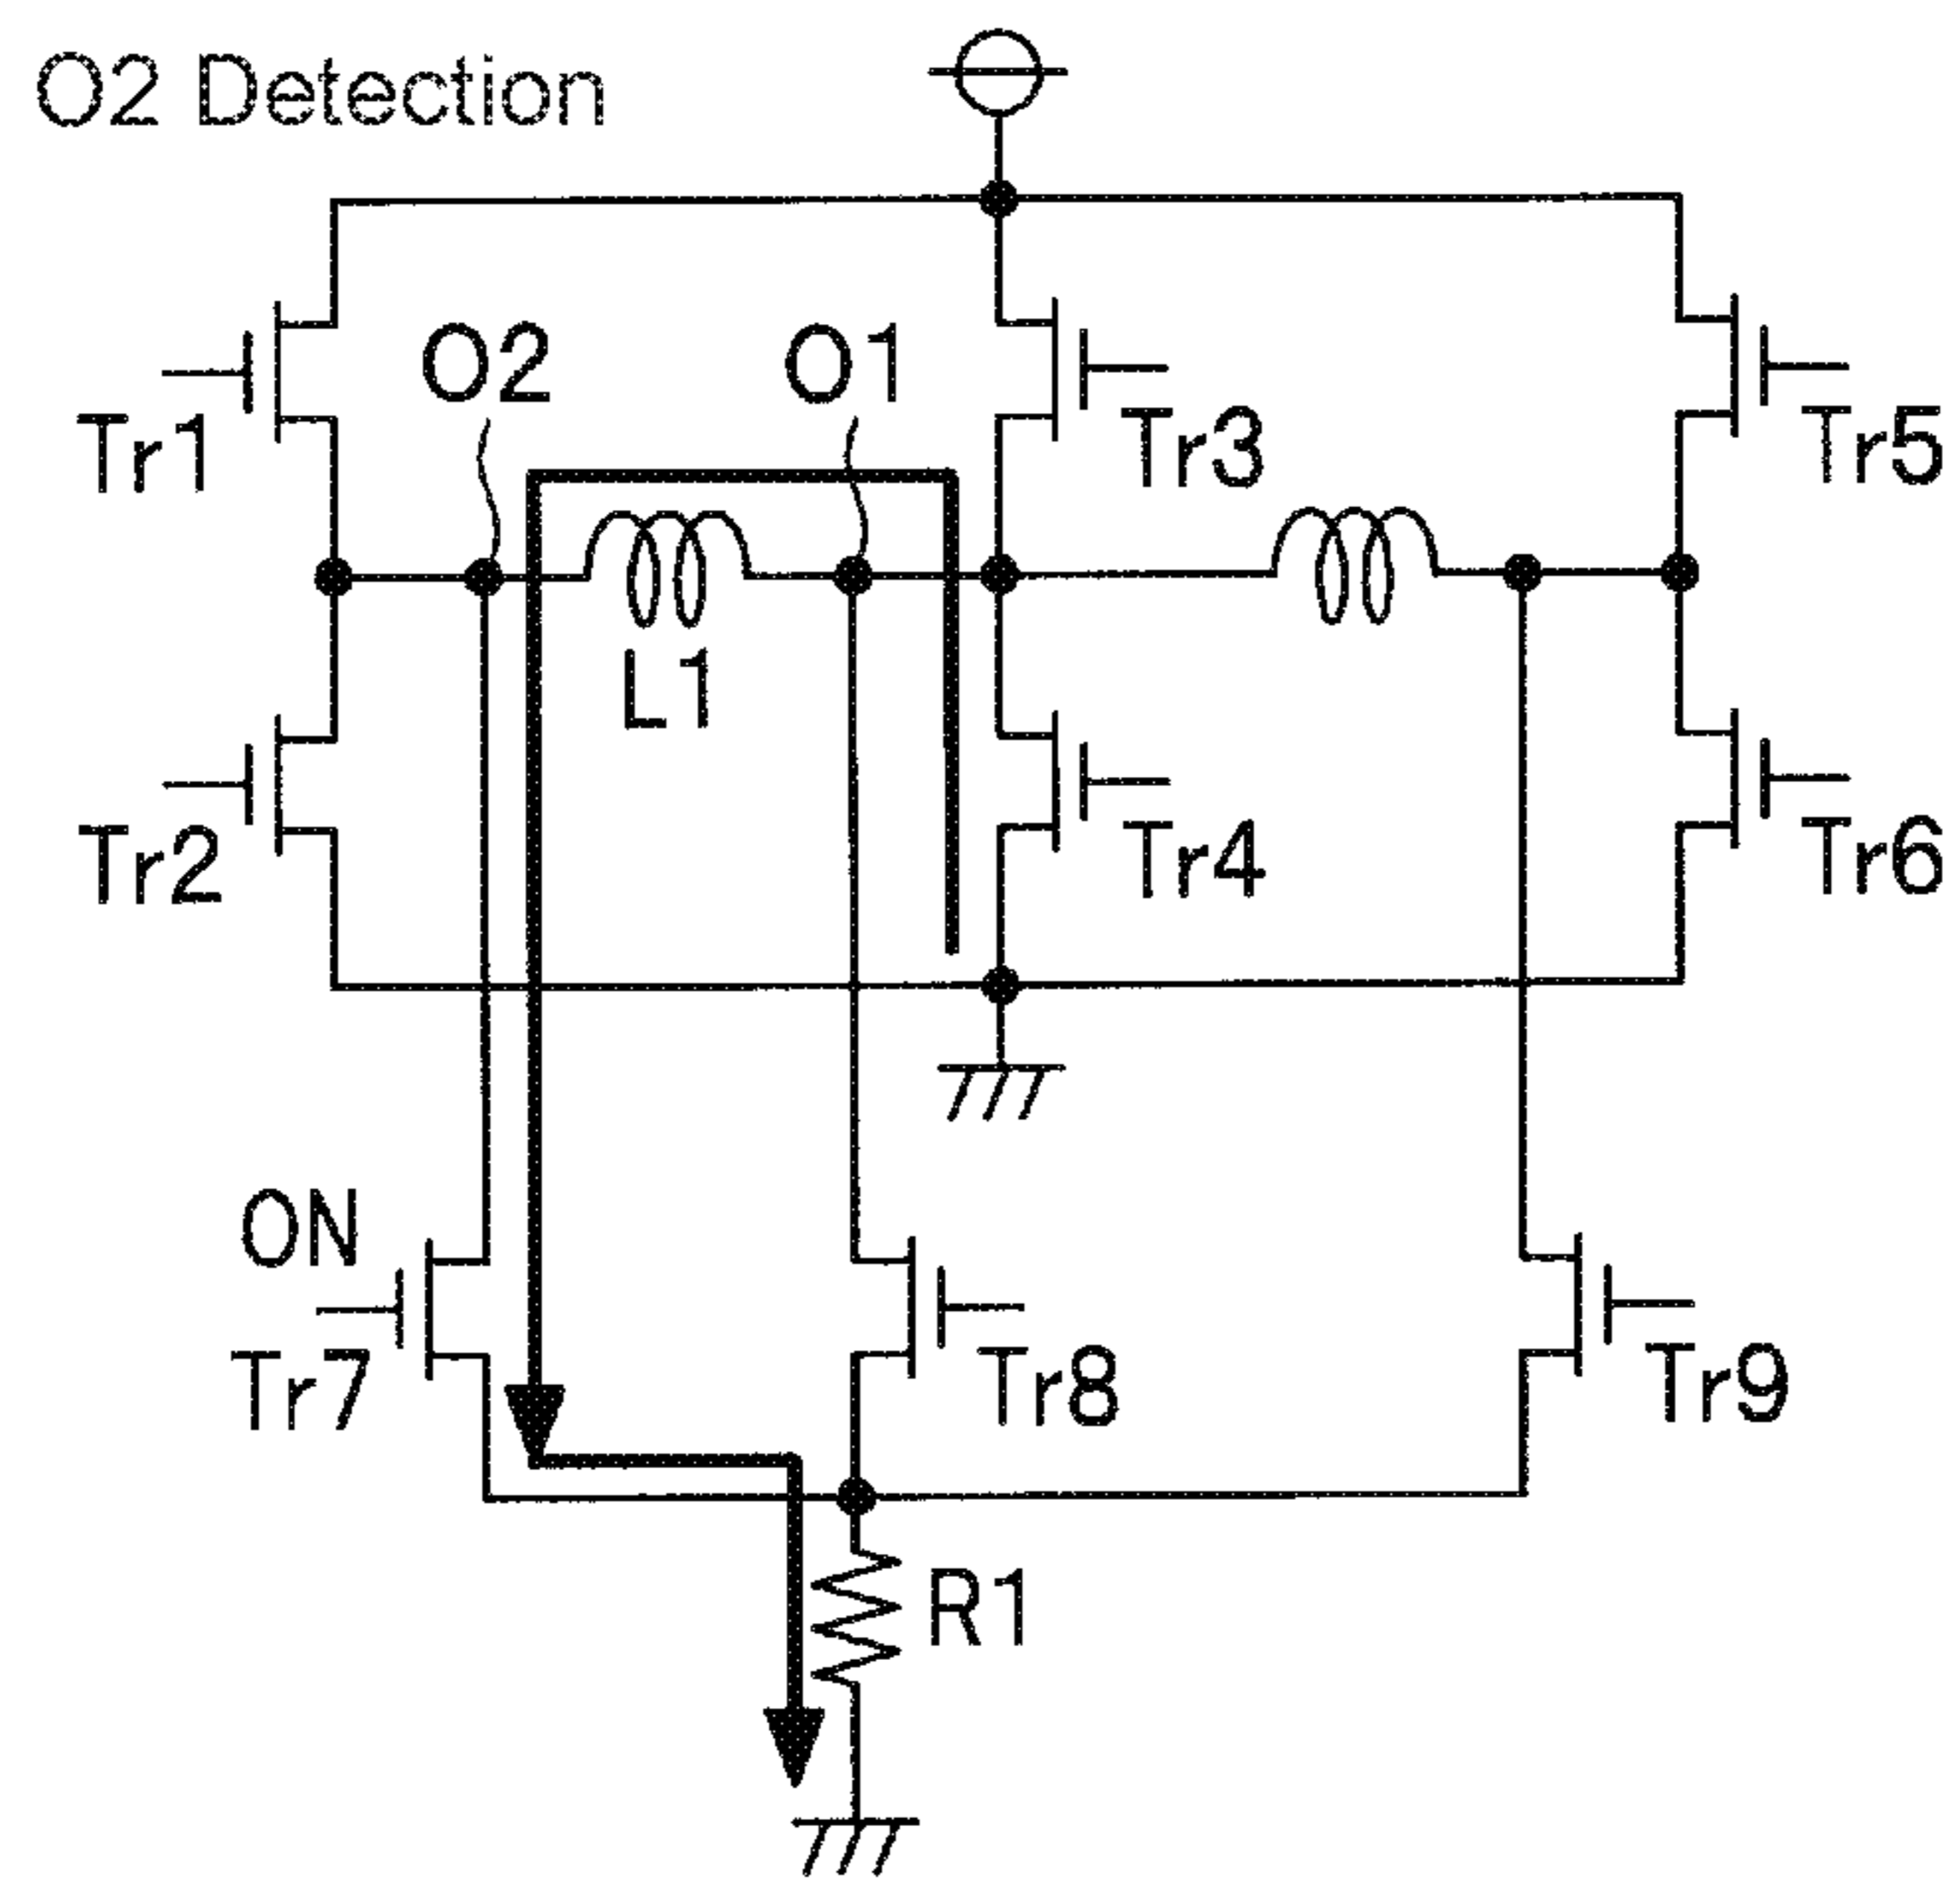 O2 Detection
O2
O1
Tr1
Tr3
Tr5
L1
Tr2
Tr4
Tr6
ON
Tr7
Tr8
Tr9
R1